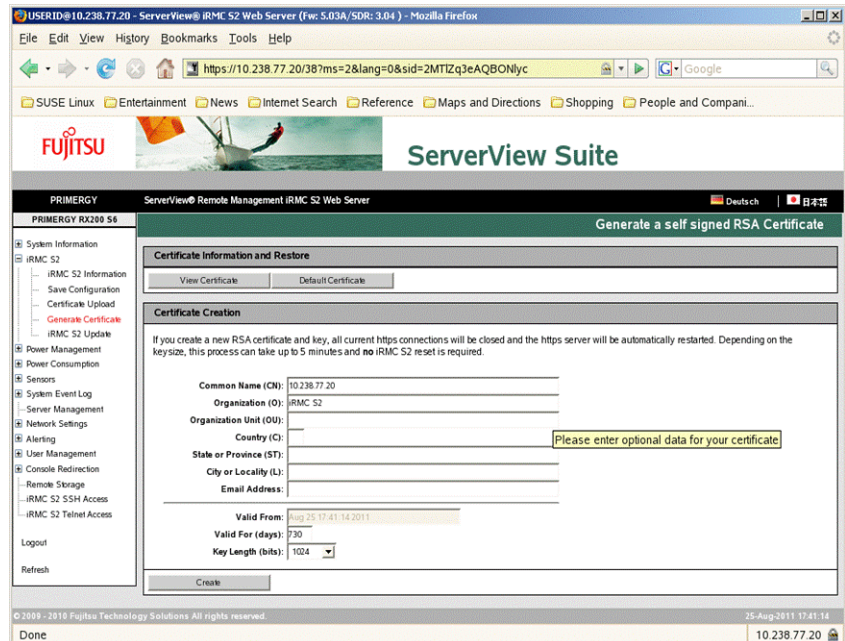 USERID@10.238.77.20 - ServerView® iRMC S2 Web Server (Fw: 5.03A/SDR: 3.04 ) - Mozilla Firefox
File Edit View History Bookmarks Tools Help
https://10.238.77.20/38?ms=2&lang=0&sid=2MTlZq3eAQBONlyc
G Google
SUSE Linux Entertainment News Internet Search Reference Maps and Directions Shopping People and Compani...
FUJITSU
ServerView Suite
PRIMERGY ServerView® Remote Management iRMC S2 Web Server Deutsch | 日本語
PRIMERGY RX200 S6
Generate a self signed RSA Certificate
System Information
iRMC S2
iRMC S2 Information
Save Configuration
Certificate Upload
Generate Certificate
iRMC S2 Update
Power Management
Power Consumption
Sensors
System Event Log
Server Management
Network Settings
Alerting
User Management
Console Redirection
Remote Storage
iRMC S2 SSH Access
iRMC S2 Telnet Access
Logout
Refresh
Certificate Information and Restore
View Certificate Default Certificate
Certificate Creation
If you create a new RSA certificate and key, all current https connections will be closed and the https server will be automatically restarted. Depending on the
keysize, this process can take up to 5 minutes and no iRMC S2 reset is required.
Common Name (CN): 10.238.77.20
Organization (O): iRMC S2
Organization Unit (OU):
Country (C):
Please enter optional data for your certificate
State or Province (ST):
City or Locality (L):
Email Address:
Valid From: Aug 25 17:41:14 2011
Valid For (days): 730
Key Length (bits): 1024
Create
© 2009 - 2010 Fujitsu Technology Solutions All rights reserved. 25-Aug-2011 17:41:14
Done 10.238.77.20